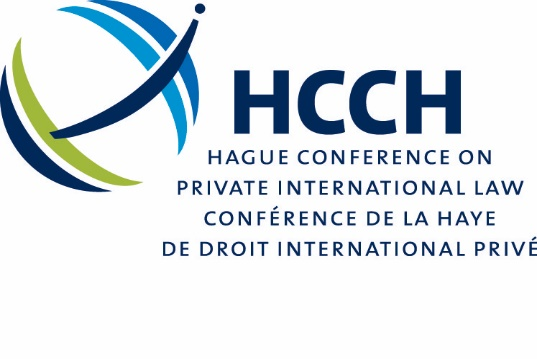 HCCH
HAGUE CONFERENCE ON
PRIVATE INTERNATIONAL LAW
CONFÉRENCE DE LA HAYE
DE DROIT INTERNATIONAL PRIVÉ